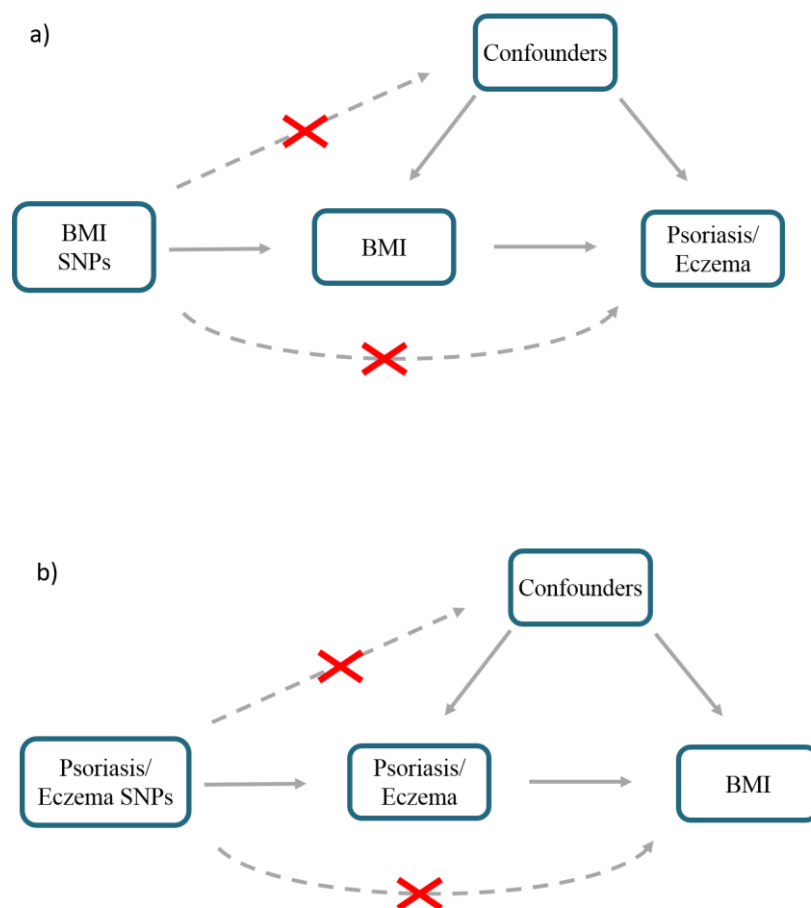 a)
Confounders
BMI
SNPs
BMI
Psoriasis/
Eczema
b)
Confounders
Psoriasis/
Eczema SNPs
Psoriasis/
Eczema
BMI